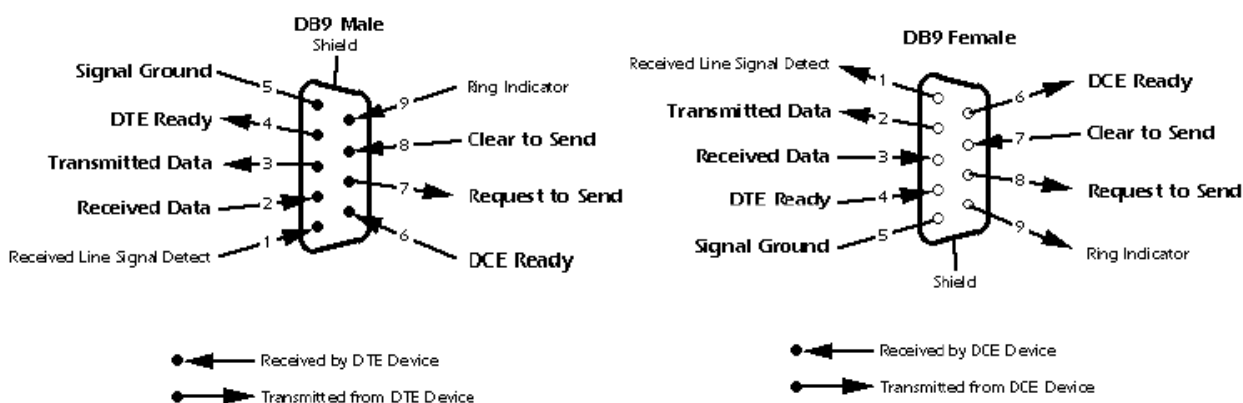 DB9 Male
Shield
Signal Ground
5
9
Ring Indicator
DTE Ready
4
8
Clear to Send
Transmitted Data
3
7
Request to Send
Received Data
2
6
DCE Ready
1
Received Line Signal Detect
Received by DTE Device
Transmitted from DTE Device
DB9 Female
Received Line Signal Detect
1
6
DCE Ready
Transmitted Data
2
7
Clear to Send
Received Data
3
8
Request to Send
DTE Ready
4
9
Ring Indicator
Signal Ground
5
Shield
Received by DCE Device
Transmitted from DCE Device